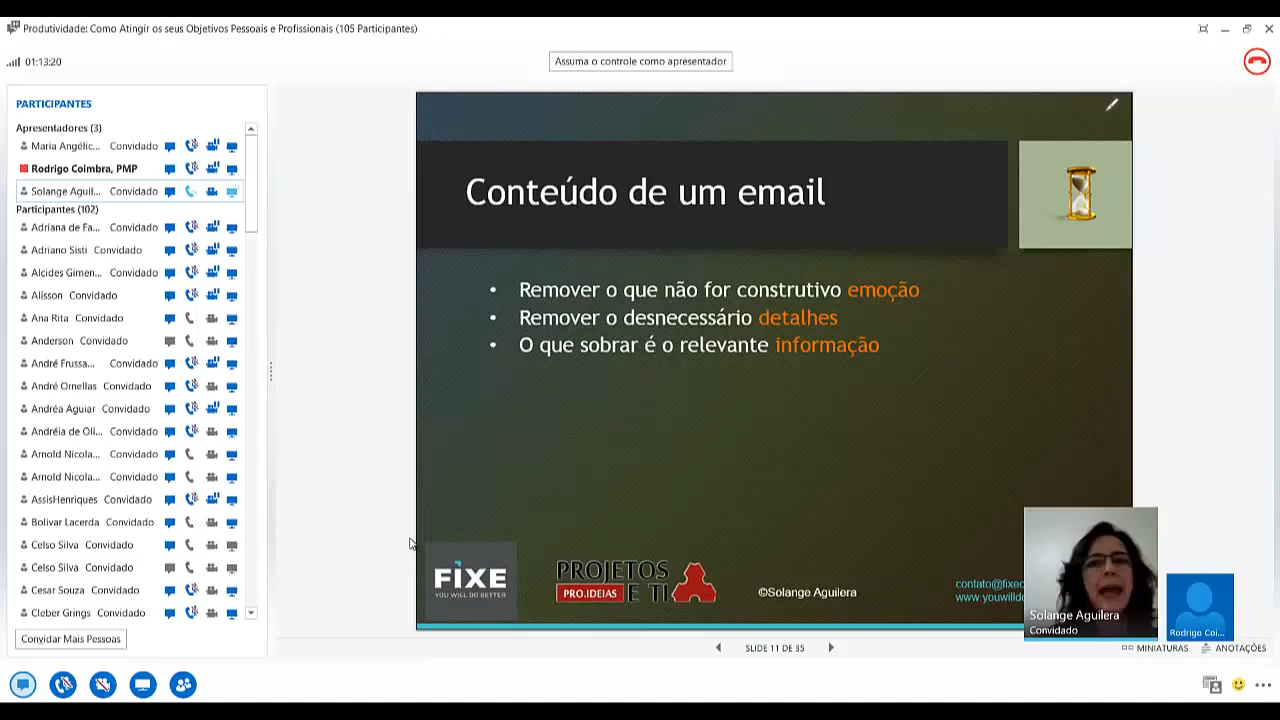 Produtividade: Como Atingir os seus Objetivos Pessoais e Profissionais (105 Participantes)
01:13:20
Assuma o controle como apresentador
PARTICIPANTES
Apresentadores (3)
Maria Angélic... Convidado
Rodrigo Coimbra, PMP
Solange Aguil... Convidado
Participantes (102)
Adriana de Fa... Convidado
Adriano Sisti Convidado
Alcides Gimen... Convidado
Alisson Convidado
Ana Rita Convidado
Anderson Convidado
André Frussa... Convidado
André Ornellas Convidado
Andréa Aguiar Convidado
Andréia de Oli... Convidado
Arnold Nicola... Convidado
Arnold Nicola... Convidado
AssisHenriques Convidado
Bolivar Lacerda Convidado
Celso Silva Convidado
Celso Silva Convidado
Cesar Souza Convidado
Cleber Grings Convidado
Convidar Mais Pessoas
Conteúdo de um email
• Remover o que não for construtivo emoção
• Remover o desnecessário detalhes
• O que sobrar é o relevante informação
FIXE
YOU WILL DO BETTER
PROJETOS
PRO.IDEIAS E TI
©Solange Aguilera
contato@fixec
www.youwilldo
Solange Aguilera
Convidado
Rodrigo Coi...
SLIDE 11 DE 35
MINIATURAS
ANOTAÇÕES